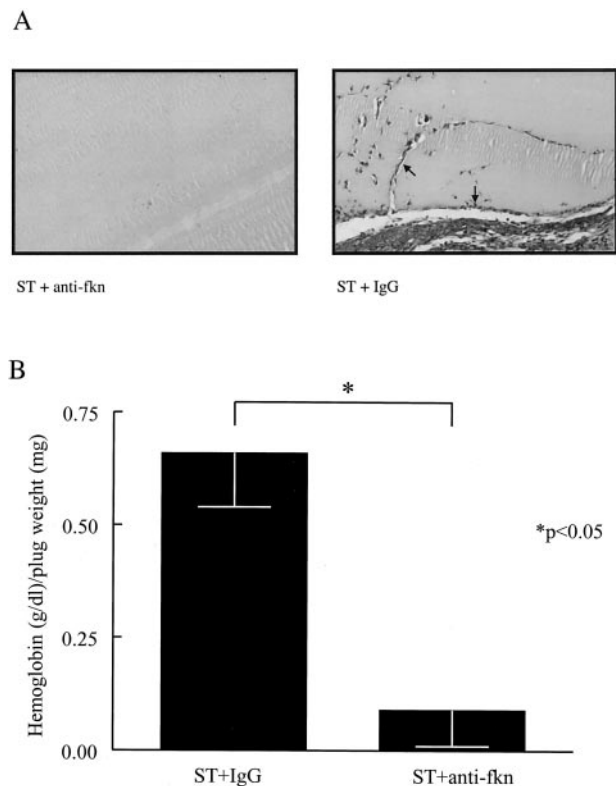 A
ST + anti-fkn
ST + IgG
B
*
0.75
0.50
0.25
0.00
Hemoglobin (g/dl)/plug weight (mg)
*p<0.05
ST+IgG
ST+anti-fkn